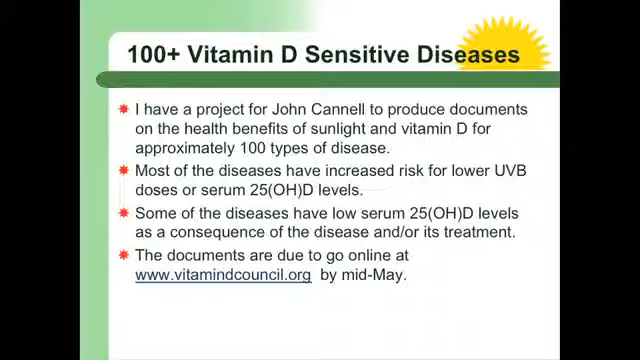 100+ Vitamin D Sensitive Diseases
I have a project for John Cannell to produce documents
on the health benefits of sunlight and vitamin D for
approximately 100 types of disease.
Most of the diseases have increased risk for lower UVB
doses or serum 25(OH)D levels.
Some of the diseases have low serum 25(OH)D levels
as a consequence of the disease and/or its treatment.
The documents are due to go online at
www.vitamindcouncil.org by mid-May.